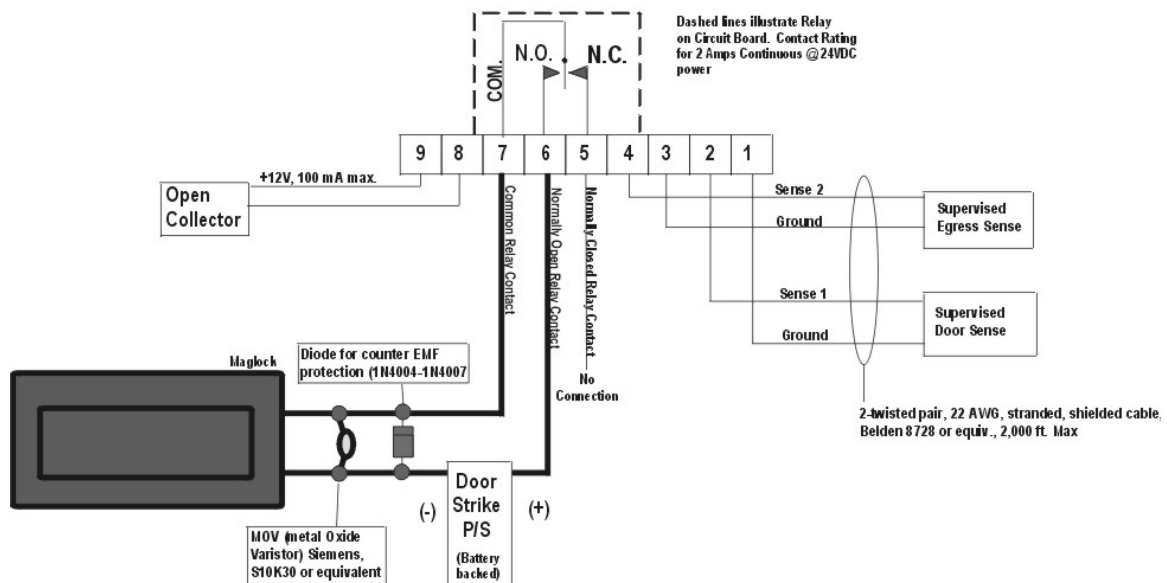 Dashed lines illustrate Relay
on Circuit Board. Contact Rating
for 2 Amps Continuous @ 24VDC
power
N.O.
N.C.
COM.
9 8 7 6 5 4 3 2 1
+12V, 100 mA max.
Open
Collector
Common Relay Contact
Normally Open Relay Contact
Normally Closed Relay Contact
No
Connection
Sense 2
Ground
Supervised
Egress Sense
Sense 1
Ground
Supervised
Door Sense
2-twisted pair, 22 AWG, stranded, shielded cable,
Belden 8728 or equiv., 2,000 ft. Max
Maglock
Diode for counter EMF
protection (1N4004-1N4007
(-)
Door
Strike
P/S
(Battery
backed)
(+)
MOV (metal Oxide
Varistor) Siemens,
S10K30 or equivalent